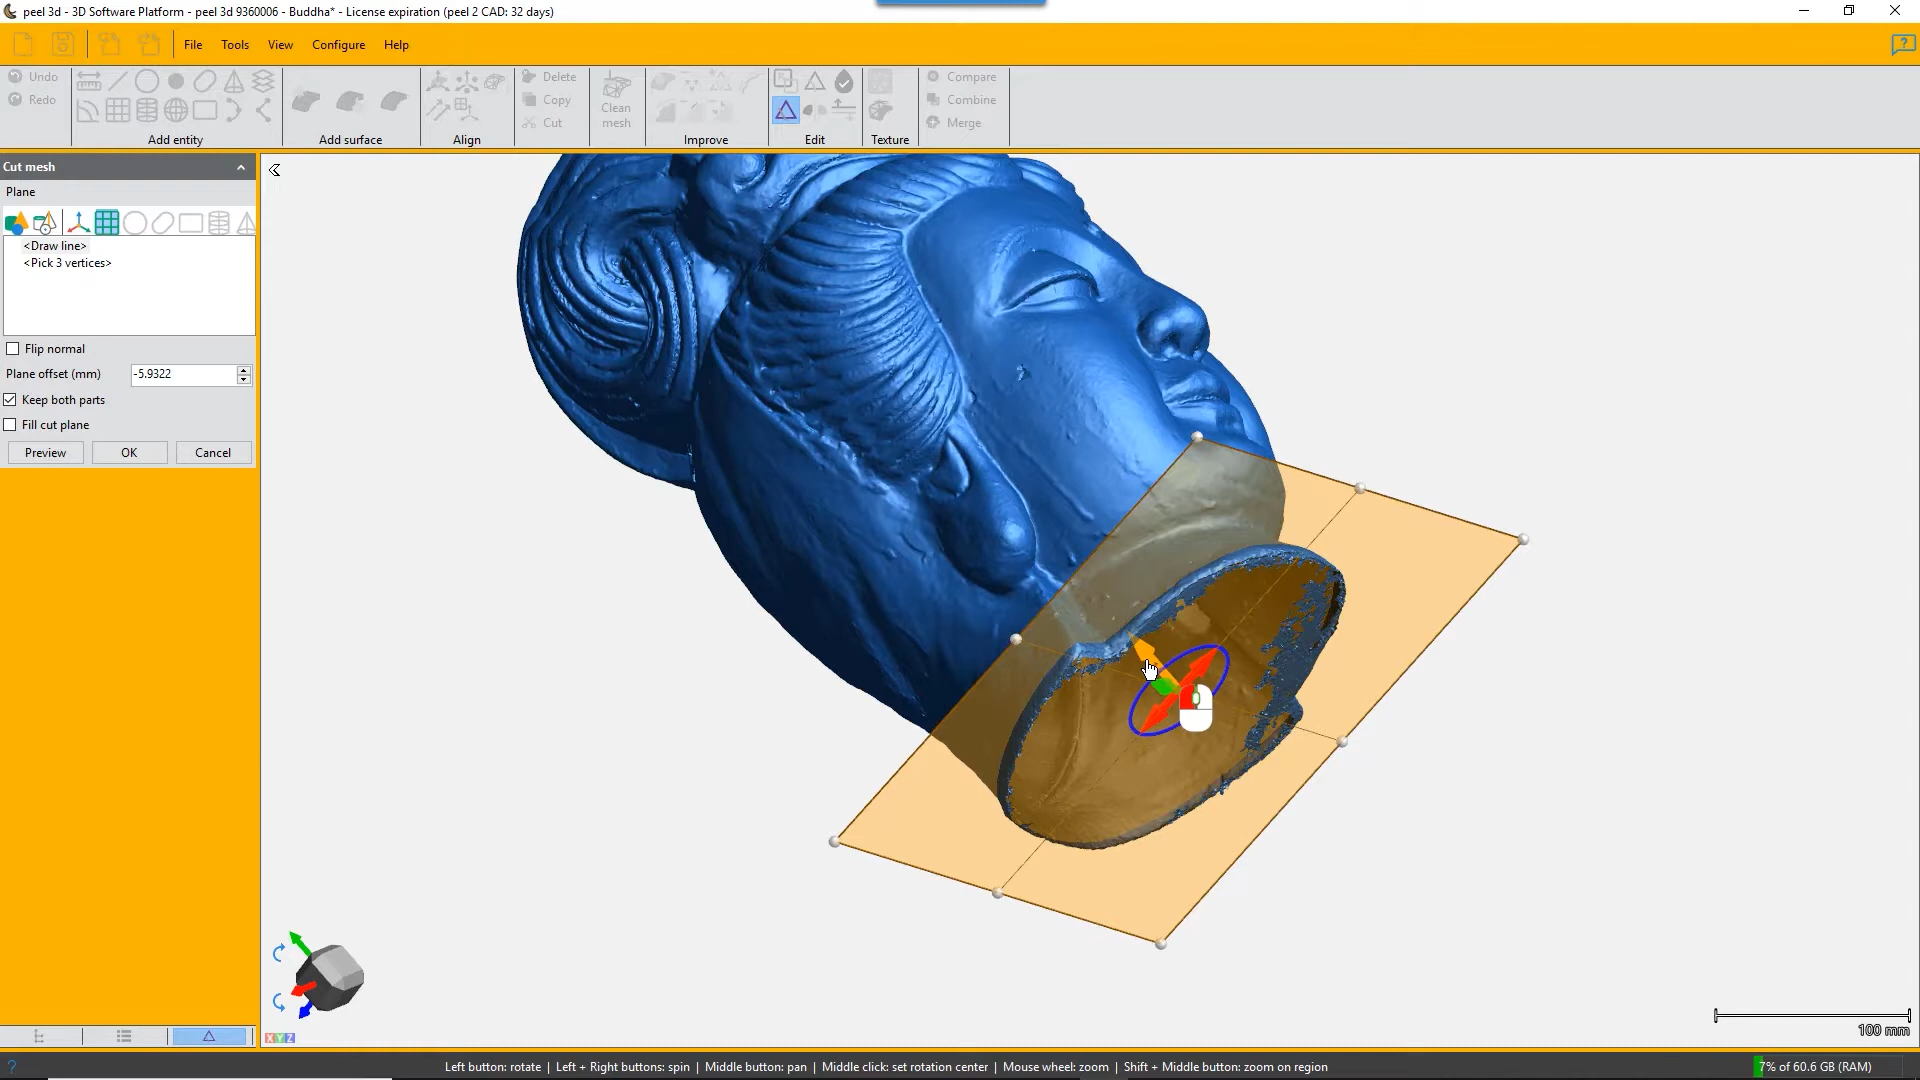 peel 3d - 3D Software Platform - peel 3d 9360006 - Buddha* - License expiration (peel 2 CAD: 32 days)
File Tools View Configure Help
Undo
Redo
Add entity
Add surface
Align
Delete
Copy
Cut
Clean
mesh
Improve
Edit
Texture
Compare
Combine
Merge
Cut mesh
Plane
<Draw line>
<Pick 3 vertices>
Flip normal
Plane offset (mm) -5.9322
Keep both parts
Fill cut plane
Preview OK Cancel
XYZ
100 mm
Left button: rotate | Left + Right buttons: spin | Middle button: pan | Middle click: set rotation center | Mouse wheel: zoom | Shift + Middle button: zoom on region
7% of 60.6 GB (RAM)